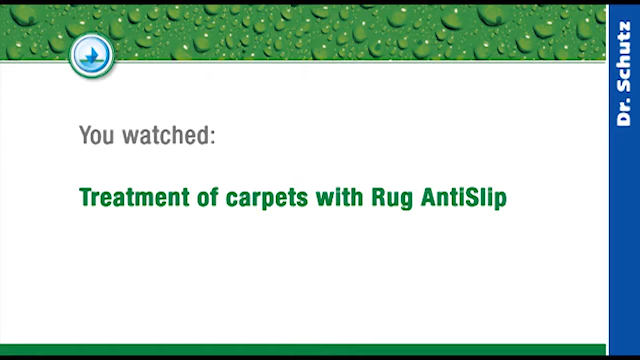 You watched:
Treatment of carpets with Rug AntiSlip
Dr. Schutz